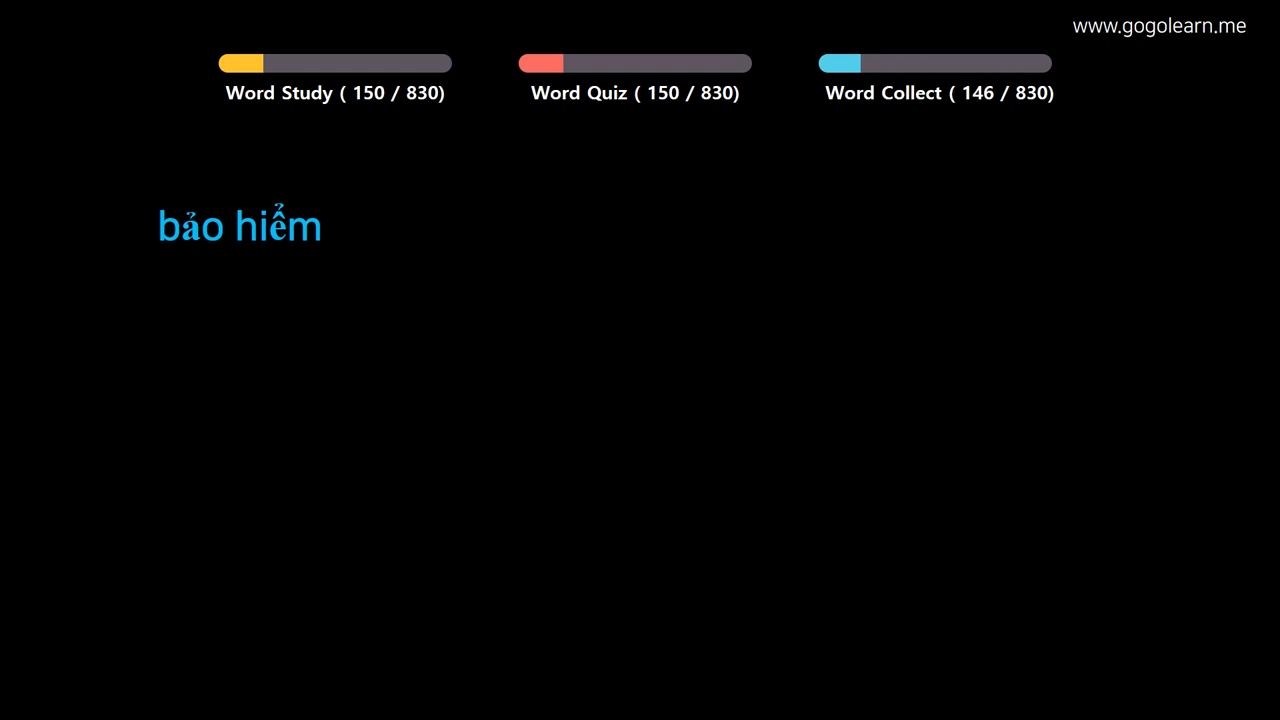 www.gogolearn.me
Word Study ( 150 / 830)
Word Quiz ( 150 / 830)
Word Collect ( 146 / 830)
bảo hiểm